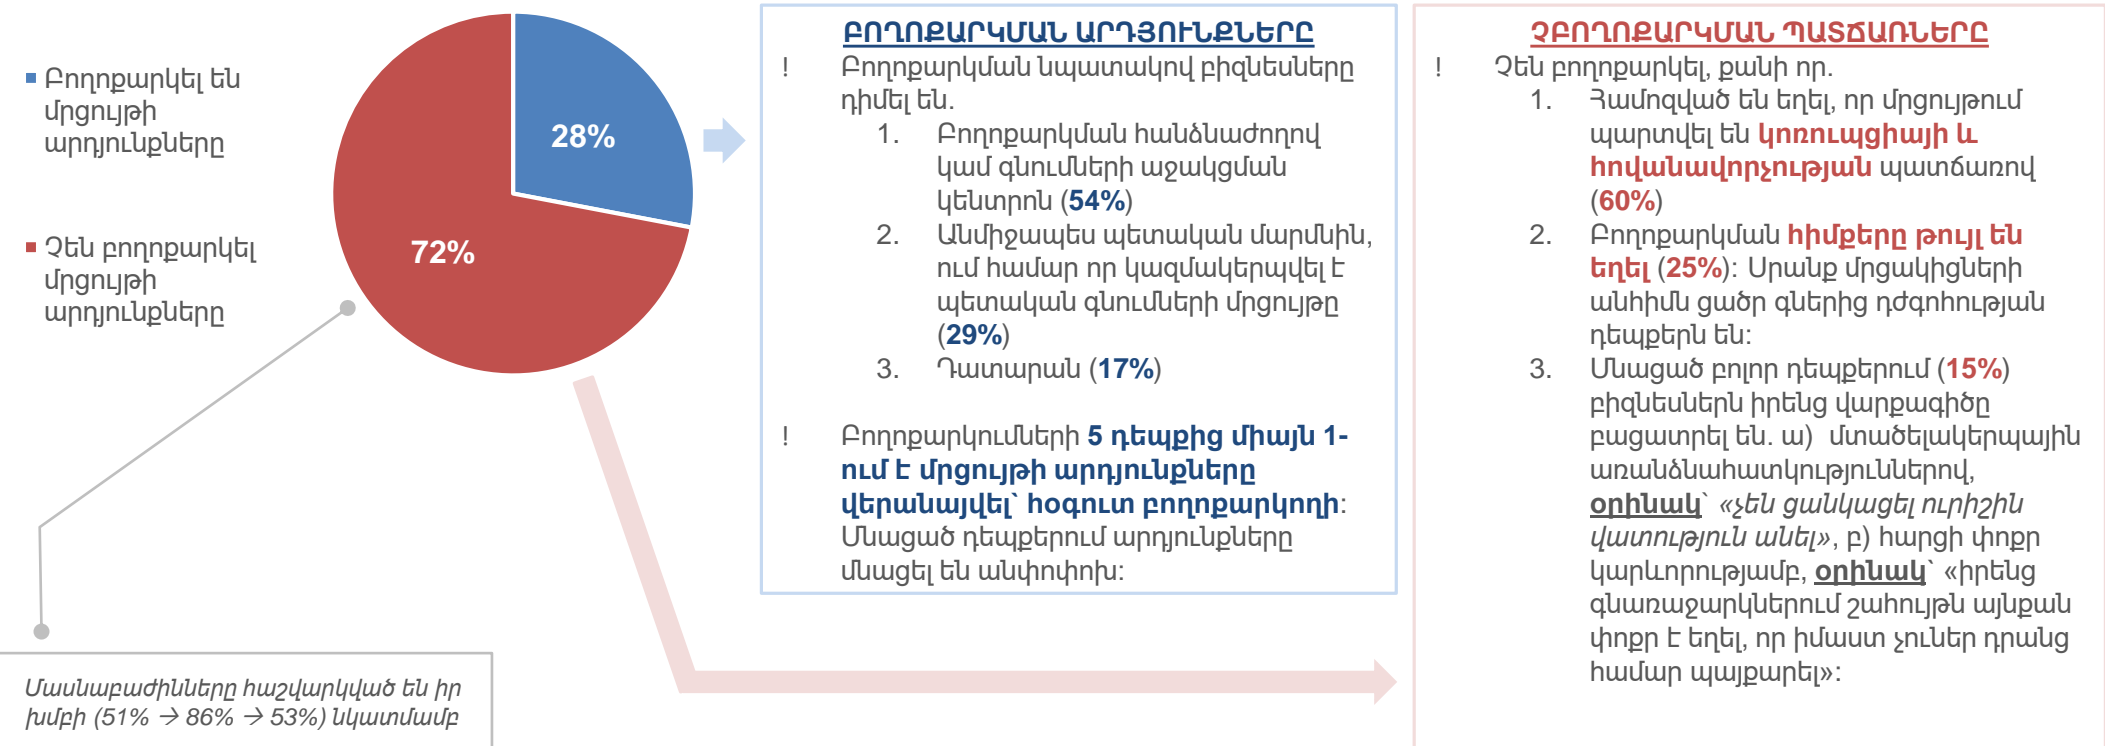 Բողոքարկել են
մրցույթի
արդյունքները
Չեն բողոքարկել
մրցույթի
արդյունքները
28%
72%
Մասնաբաժինները հաշվարկված են իր
խմբի (51% → 86% → 53%) նկատմամբ
ԲՈՂՈՔԱՐԿՄԱՆ ԱՐԴՅՈՒՆՔՆԵՐԸ
! Բողոքարկման նպատակով բիզնեսները
դիմել են.
1. Բողոքարկման հանձնաժողով
կամ գնումների աջակցման
կենտրոն (54%)
2. Անմիջապես պետական մարմնին,
ում համար որ կազմակերպվել է
պետական գնումների մրցույթը
(29%)
3. Դատարան (17%)
! Բողոքարկումների 5 դեպքից միայն 1-
ում է մրցույթի արդյունքները
վերանայվել` հօգուտ բողոքարկողի:
Մնացած դեպքերում արդյունքները
մնացել են անփոփոխ:
ՉԲՈՂՈՔԱՐԿՄԱՆ ՊԱՏՃԱՌՆԵՐԸ
! Չեն բողոքարկել, քանի որ.
1. Համոզված են եղել, որ մրցույթում
պարտվել են կոռուպցիայի և
հովանավորչության պատճառով
(60%)
2. Բողոքարկման հիմքերը թույլ են
եղել (25%): Սրանք մրցակիցների
անհիմն ցածր գներից դժգոհության
դեպքերն են:
3. Մնացած բոլոր դեպքերում (15%)
բիզնեսներն իրենց վարքագիծը
բացատրել են. ա) մտածելակերպային
առանձնահատկություններով,
օրինակ` «չեն ցանկացել ուրիշին
վատություն անել», բ) հարցի փոքր
կարևորությամբ, օրինակ` «իրենց
գնառաջարկներում շահույթն այնքան
փոքր է եղել, որ իմաստ չուներ դրանց
համար պայքարել»: